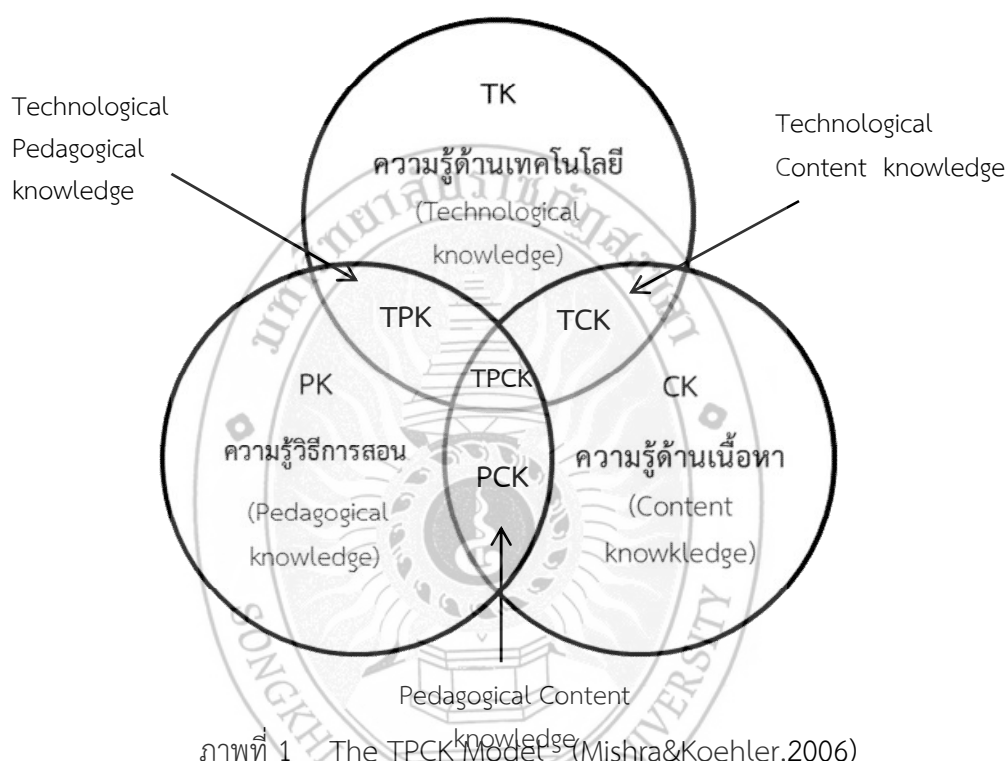 TK
Technological
Pedagogical
knowledge
Technological
Content knowledge
ความรู้ด้านเทคโนโลยี
(Technological
knowledge)
TPK
TCK
TPCK
PK
CK
ความรู้วิธีการสอน
(Pedagogical
knowledge)
PCK
ความรู้ด้านเนื้อหา
(Content
knowkledge)
Pedagogical Content
knowledge
ภาพที่ 1 The TPCK Model (Mishra&Koehler,2006)